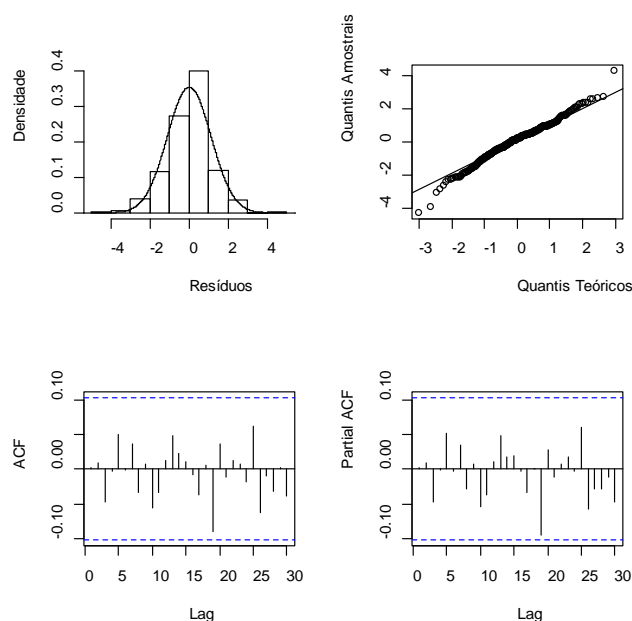 Densidade
0.0 0.1 0.2 0.3 0.4
-4 -2 0 2 4
Resíduos
Quantis Amostrais
-4 -2 0 2 4
-3 -2 -1 0 1 2 3
Quantis Teóricos
ACF
-0.10 0.00 0.10
0 5 10 15 20 25 30
Lag
Partial ACF
-0.10 0.00 0.10
0 5 10 15 20 25 30
Lag